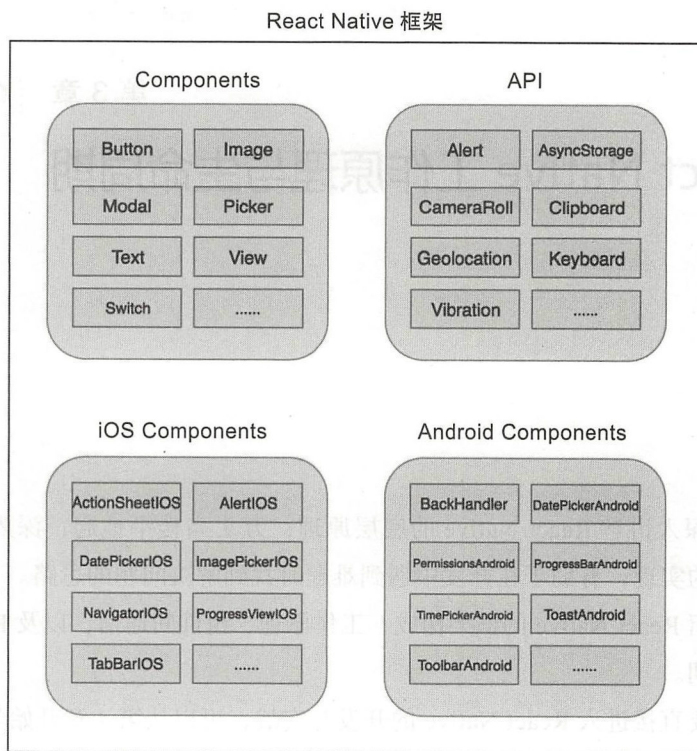 React Native 框架
Components
Button Image
Modal Picker
Text View
Switch ......
API
Alert AsyncStorage
CameraRoll Clipboard
Geolocation Keyboard
Vibration ......
iOS Components
ActionSheetIOS AlertIOS
DatePickerIOS ImagePickerIOS
NavigatorIOS ProgressViewIOS
TabBarIOS ......
Android Components
BackHandler DatePickerAndroid
PermissionsAndroid ProgressBarAndroid
TimePickerAndroid ToastAndroid
ToolbarAndroid ......